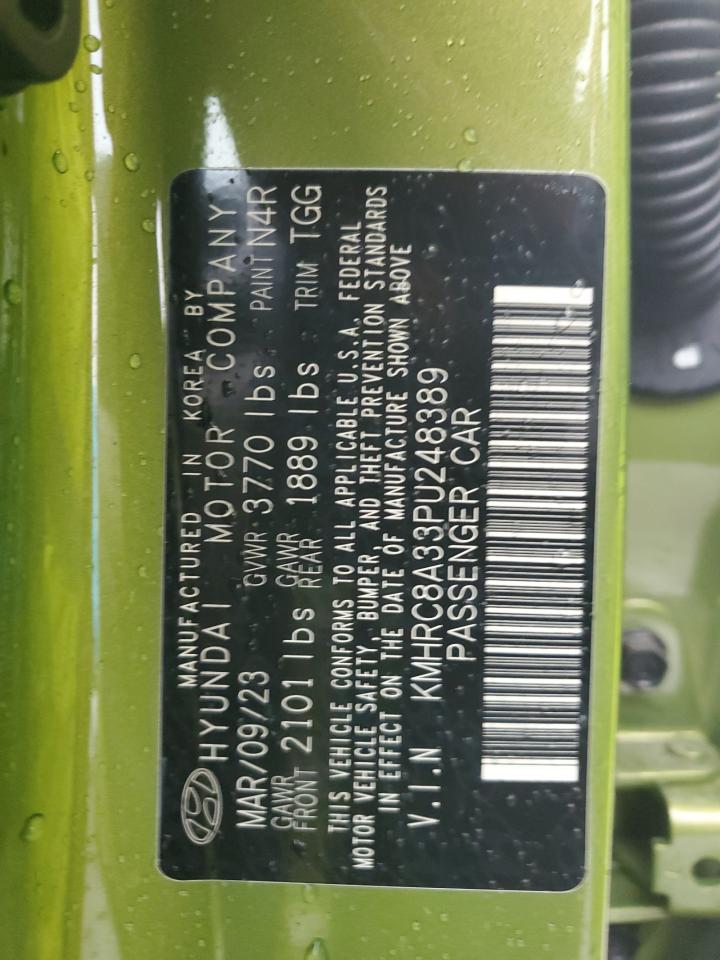 MANUFACTURED IN KOREA BY
HYUNDAI MOTOR COMPANY
MAR/09/23 GVWR 3770 lbs PAINT N4R
GAWR FRONT 2101 lbs GAWR REAR 1889 lbs TRIM TGG
THIS VEHICLE CONFORMS TO ALL APPLICABLE U.S.A. FEDERAL
MOTOR VEHICLE SAFETY, BUMPER, AND THEFT PREVENTION STANDARDS
IN EFFECT ON THE DATE OF MANUFACTURE SHOWN ABOVE
V.I.N KMHRC8A33PU248389
PASSENGER CAR